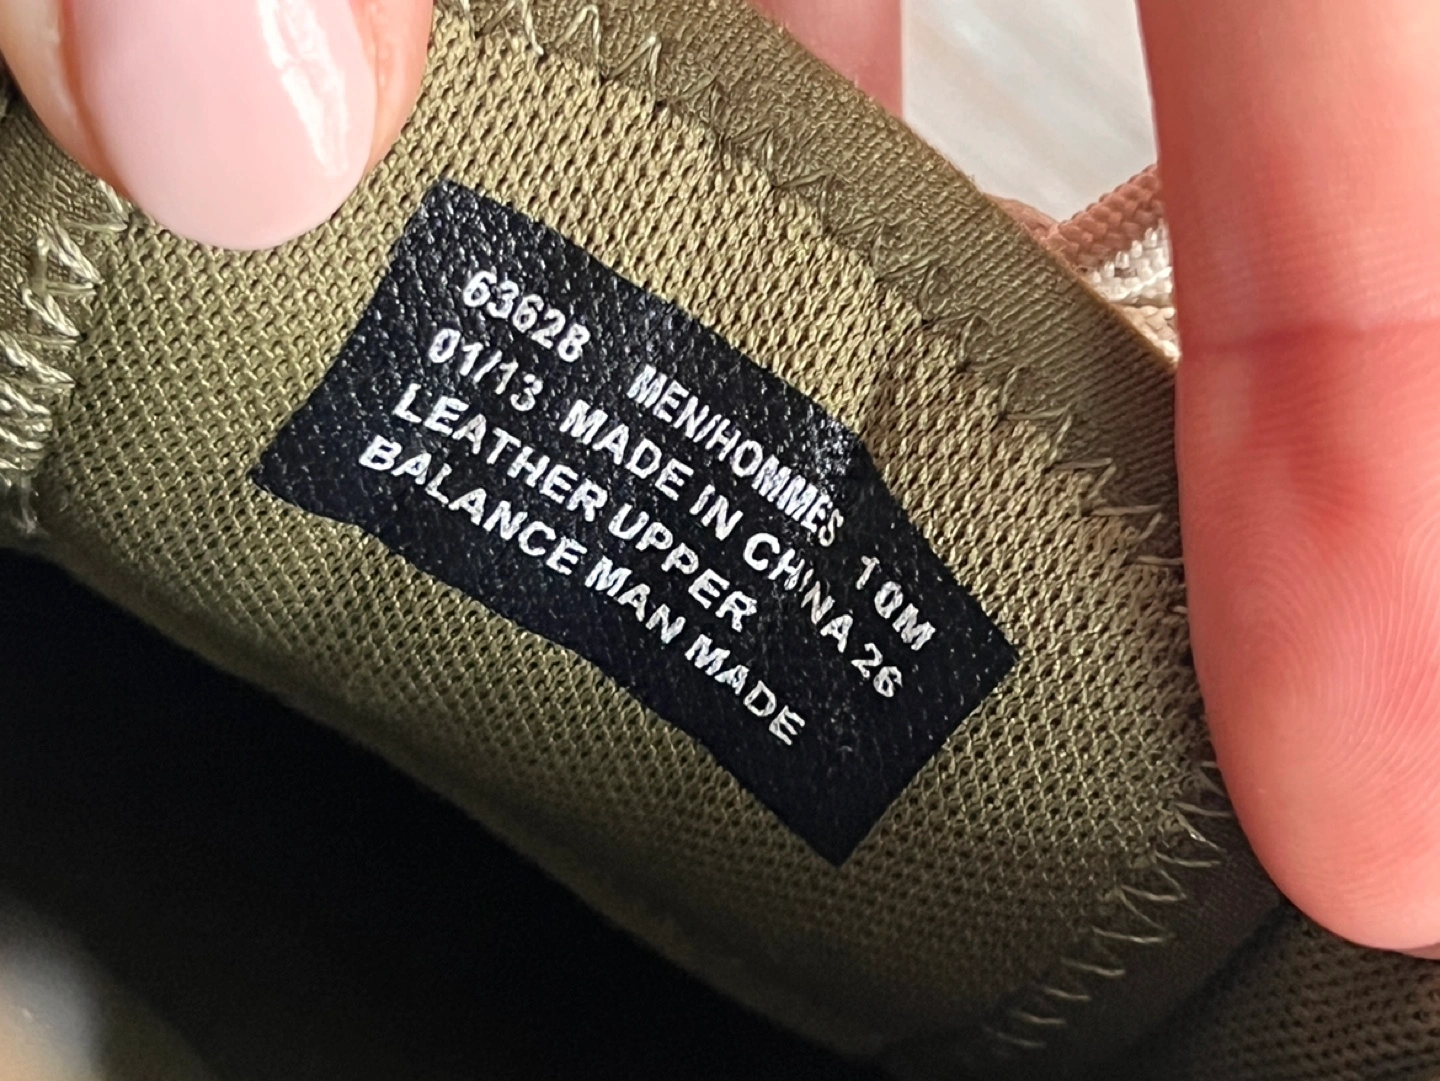 63628 MEN/HOMMES 10M
01/13 MADE IN CHINA 26
LEATHER UPPER
BALANCE MAN MADE